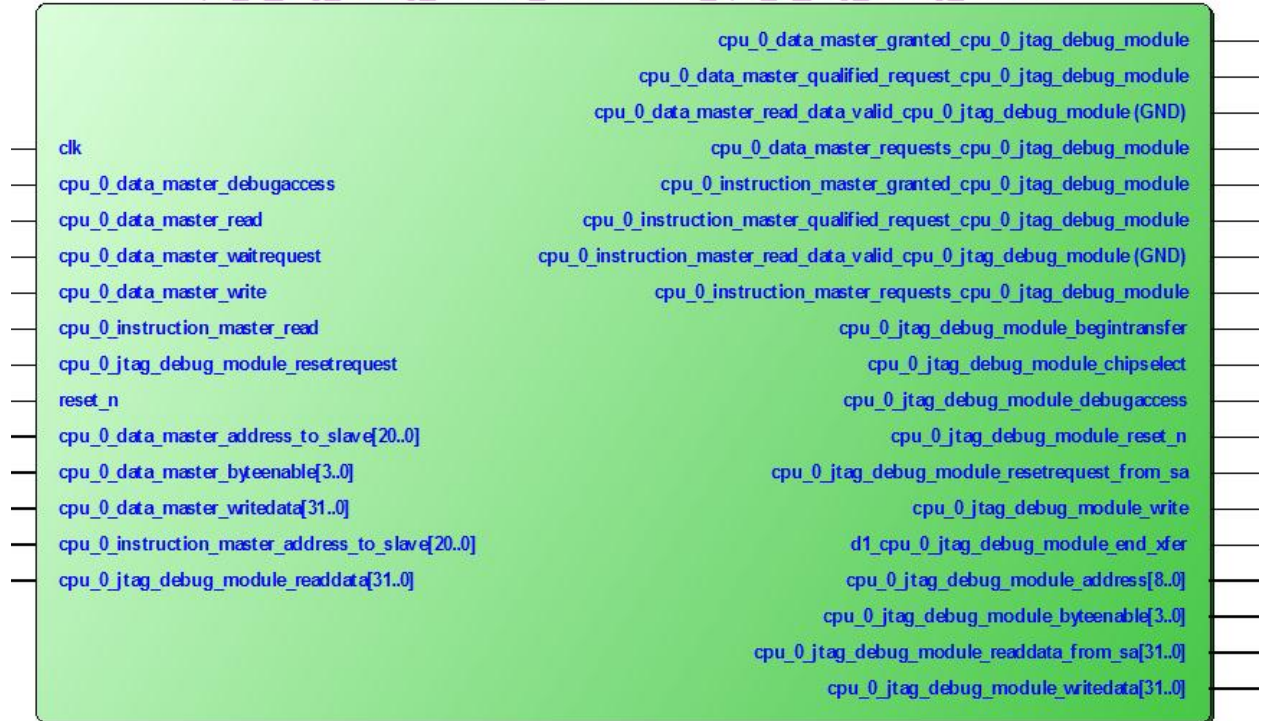 cpu_0_data_master_granted_cpu_0_jtag_debug_module
cpu_0_data_master_qualified_request_cpu_0_jtag_debug_module
cpu_0_data_master_read_data_valid_cpu_0_jtag_debug_module (GND)
clk
cpu_0_data_master_requests_cpu_0_jtag_debug_module
cpu_0_data_master_debugaccess
cpu_0_instruction_master_granted_cpu_0_jtag_debug_module
cpu_0_data_master_read
cpu_0_instruction_master_qualified_request_cpu_0_jtag_debug_module
cpu_0_data_master_waitrequest
cpu_0_instruction_master_read_data_valid_cpu_0_jtag_debug_module (GND)
cpu_0_data_master_write
cpu_0_instruction_master_requests_cpu_0_jtag_debug_module
cpu_0_instruction_master_read
cpu_0_jtag_debug_module_begintransfer
cpu_0_jtag_debug_module_resetrequest
cpu_0_jtag_debug_module_chipselect
reset_n
cpu_0_jtag_debug_module_debugaccess
cpu_0_data_master_address_to_slave[20..0]
cpu_0_jtag_debug_module_reset_n
cpu_0_data_master_byteenable[3..0]
cpu_0_jtag_debug_module_resetrequest_from_sa
cpu_0_data_master_writedata[31..0]
cpu_0_jtag_debug_module_write
cpu_0_instruction_master_address_to_slave[20..0]
d1_cpu_0_jtag_debug_module_end_xfer
cpu_0_jtag_debug_module_readdata[31..0]
cpu_0_jtag_debug_module_address[8..0]
cpu_0_jtag_debug_module_byteenable[3..0]
cpu_0_jtag_debug_module_readdata_from_sa[31..0]
cpu_0_jtag_debug_module_writedata[31..0]